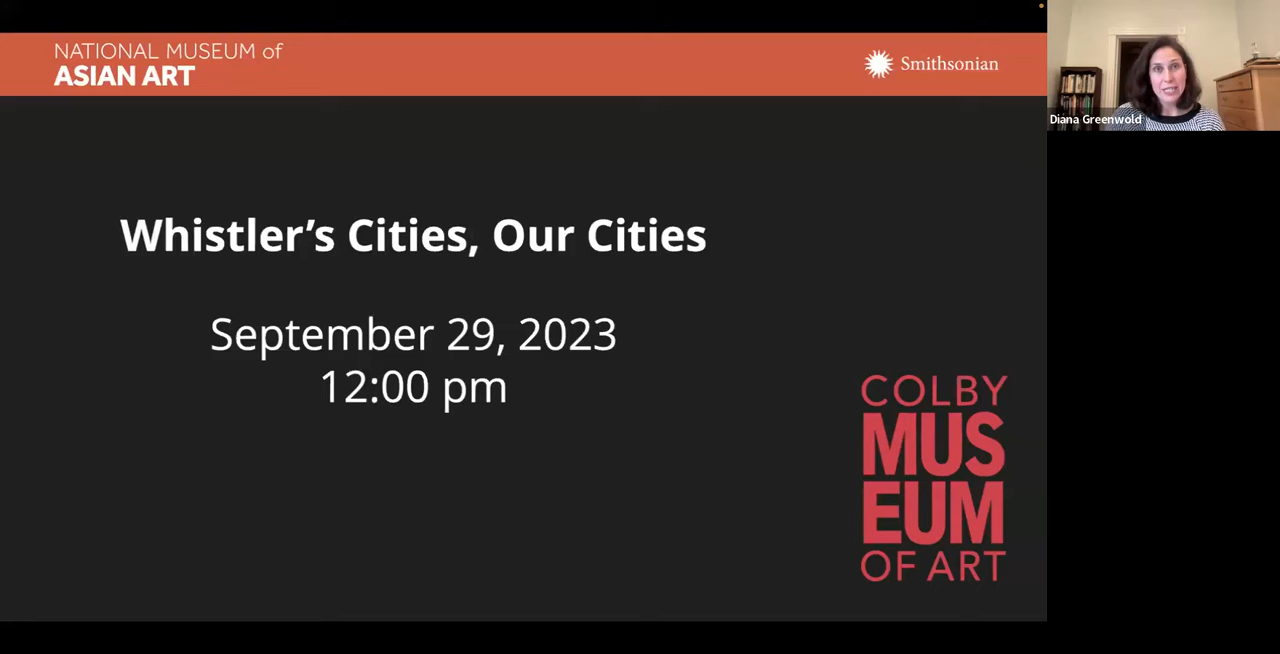 NATIONAL MUSEUM of
ASIAN ART
Smithsonian
Diana Greenwold
Whistler’s Cities, Our Cities
September 29, 2023
12:00 pm
COLBY
MUS
EUM
OF ART